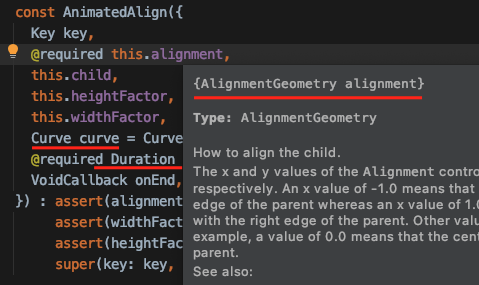 const AnimatedAlign({
Key key,
@required this.alignment,
this.child,
this.heightFactor,
this.widthFactor,
Curve curve = Curve
@required Duration
VoidCallback onEnd,
}) : assert(alignment
assert(widthFact
assert(heightFac
super(key: key,
{AlignmentGeometry alignment}
Type: AlignmentGeometry
How to align the child.
The x and y values of the Alignment contro
respectively. An x value of -1.0 means that
edge of the parent whereas an x value of 1.0
with the right edge of the parent. Other valu
example, a value of 0.0 means that the cent
parent.
See also: